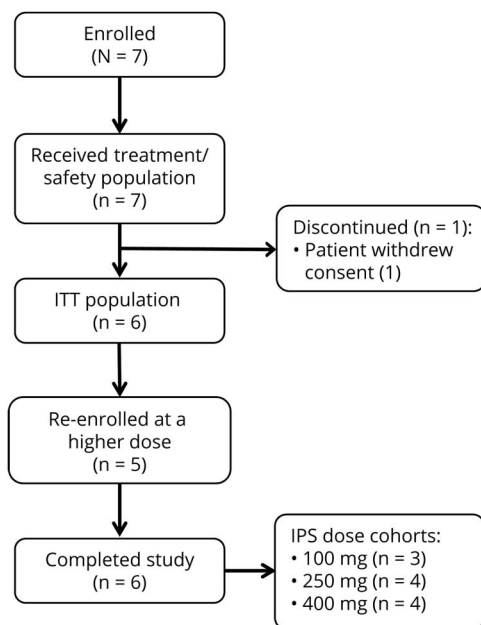 Enrolled
(N = 7)
Received treatment/
safety population
(n = 7)
Discontinued (n = 1):
• Patient withdrew
consent (1)
ITT population
(n = 6)
Re-enrolled at a
higher dose
(n = 5)
Completed study
(n = 6)
IPS dose cohorts:
• 100 mg (n = 3)
• 250 mg (n = 4)
• 400 mg (n = 4)